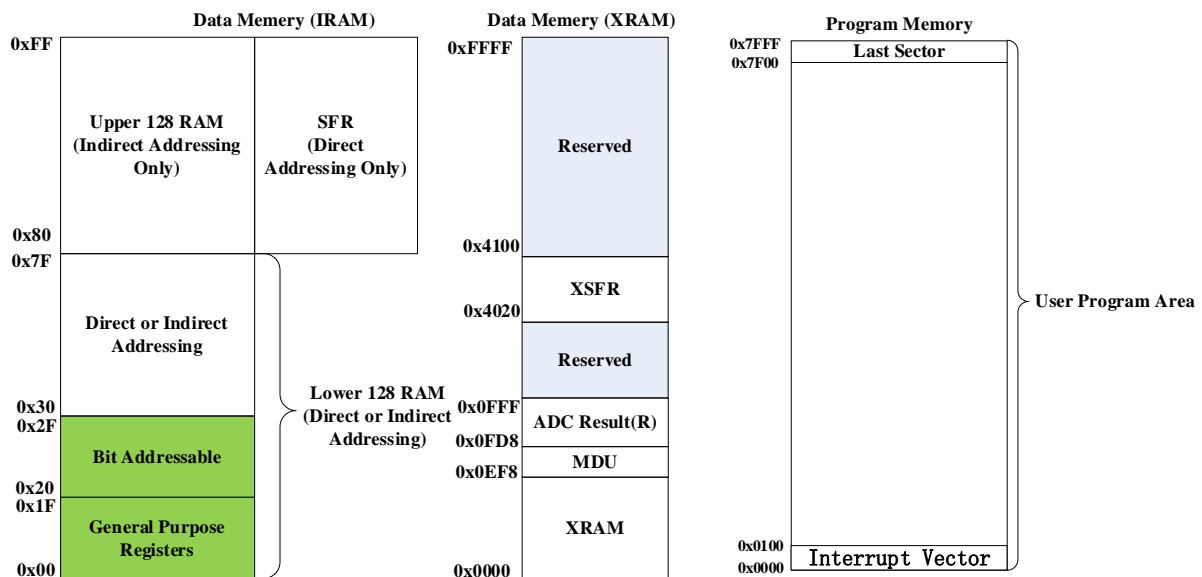 Data Memery (IRAM)
0xFF
Upper 128 RAM
(Indirect Addressing
Only)
SFR
(Direct
Addressing Only)
0x80
0x7F
Direct or Indirect
Addressing
0x30
0x2F
Bit Addressable
0x20
0x1F
General Purpose
Registers
0x00
Lower 128 RAM
(Direct or Indirect
Addressing)
Data Memery (XRAM)
0xFFFF
Reserved
0x4100
XSFR
0x4020
Reserved
0x0FFF
ADC Result(R)
0x0FD8
MDU
0x0EF8
XRAM
0x0000
Program Memory
0x7FFF
Last Sector
0x7F00
User Program Area
0x0100
Interrupt Vector
0x0000